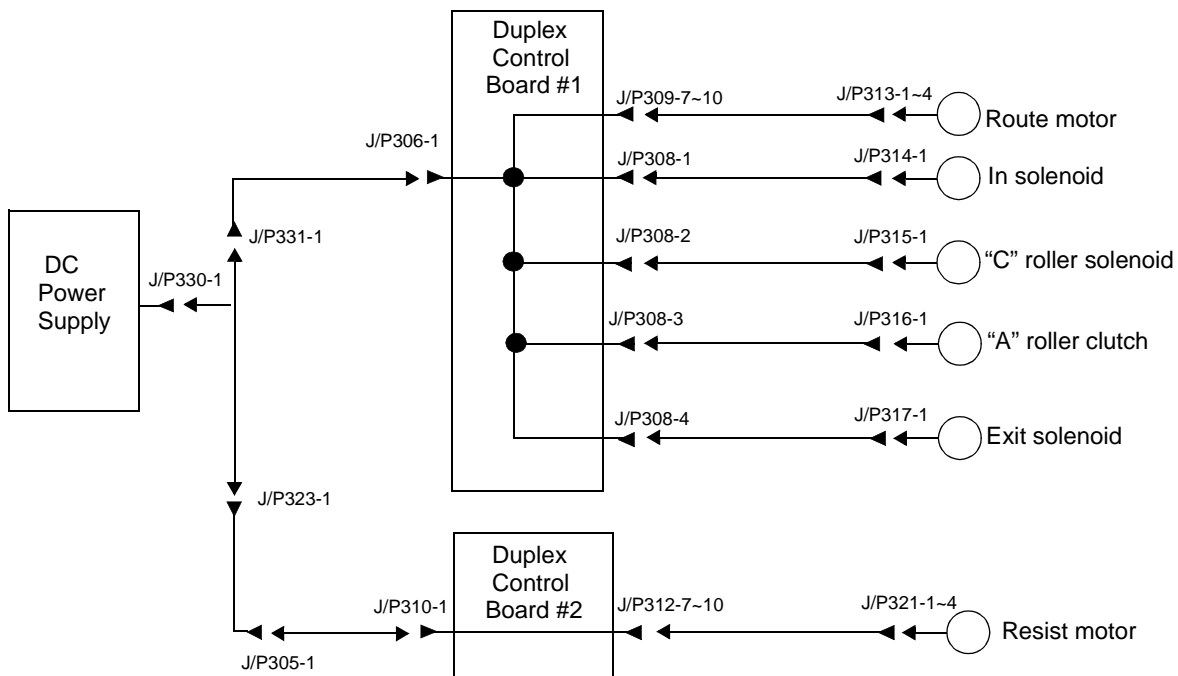 Duplex
Control
Board #1
J/P309-7~10
J/P313-1~4
Route motor
J/P306-1
J/P308-1
J/P314-1
In solenoid
J/P331-1
J/P308-2
J/P315-1
“C” roller solenoid
DC
Power
Supply
J/P330-1
J/P308-3
J/P316-1
“A” roller clutch
J/P308-4
J/P317-1
Exit solenoid
J/P323-1
Duplex
Control
Board #2
J/P310-1
J/P312-7~10
J/P321-1~4
Resist motor
J/P305-1